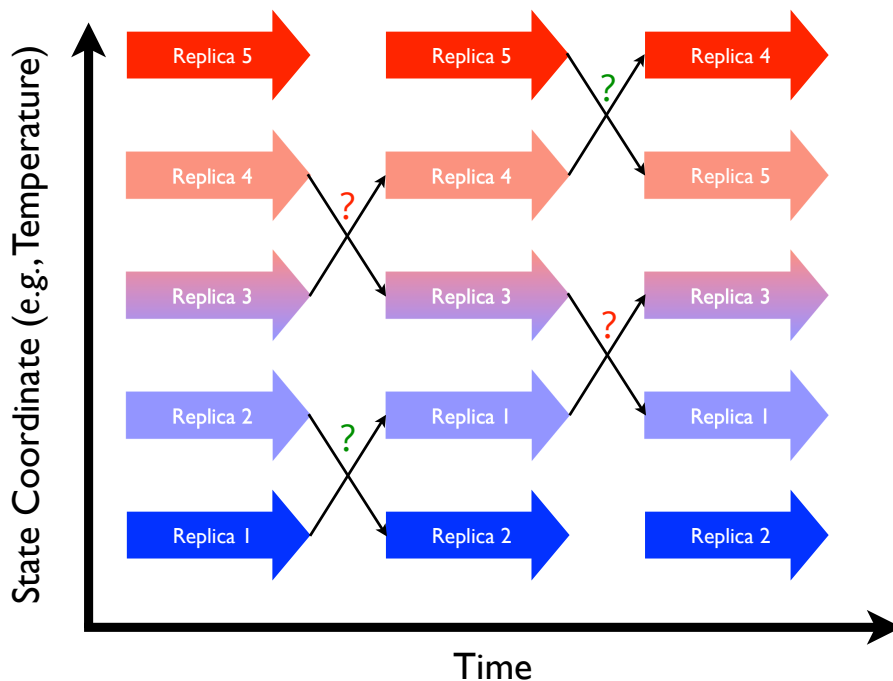 State Coordinate (e.g., Temperature)
Replica 5
Replica 5
Replica 4
?
?
Replica 4
Replica 4
Replica 5
Replica 3
Replica 3
Replica 3
?
?
Replica 2
Replica 1
Replica 1
Replica 1
Replica 2
Replica 2
Time